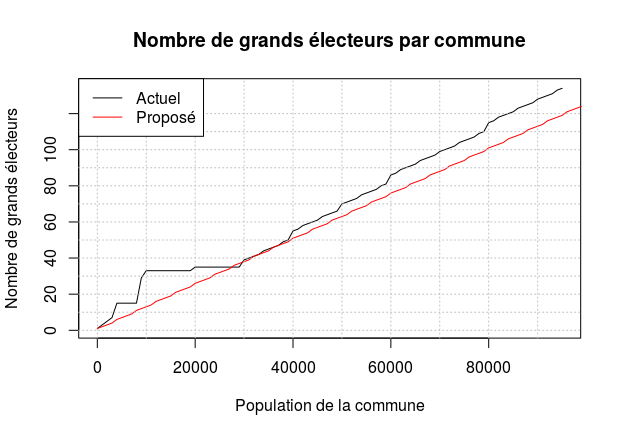 Nombre de grands électeurs par commune
Actuel
Proposé
Nombre de grands électeurs
100
80
60
40
20
0
0 20000 40000 60000 80000
Population de la commune